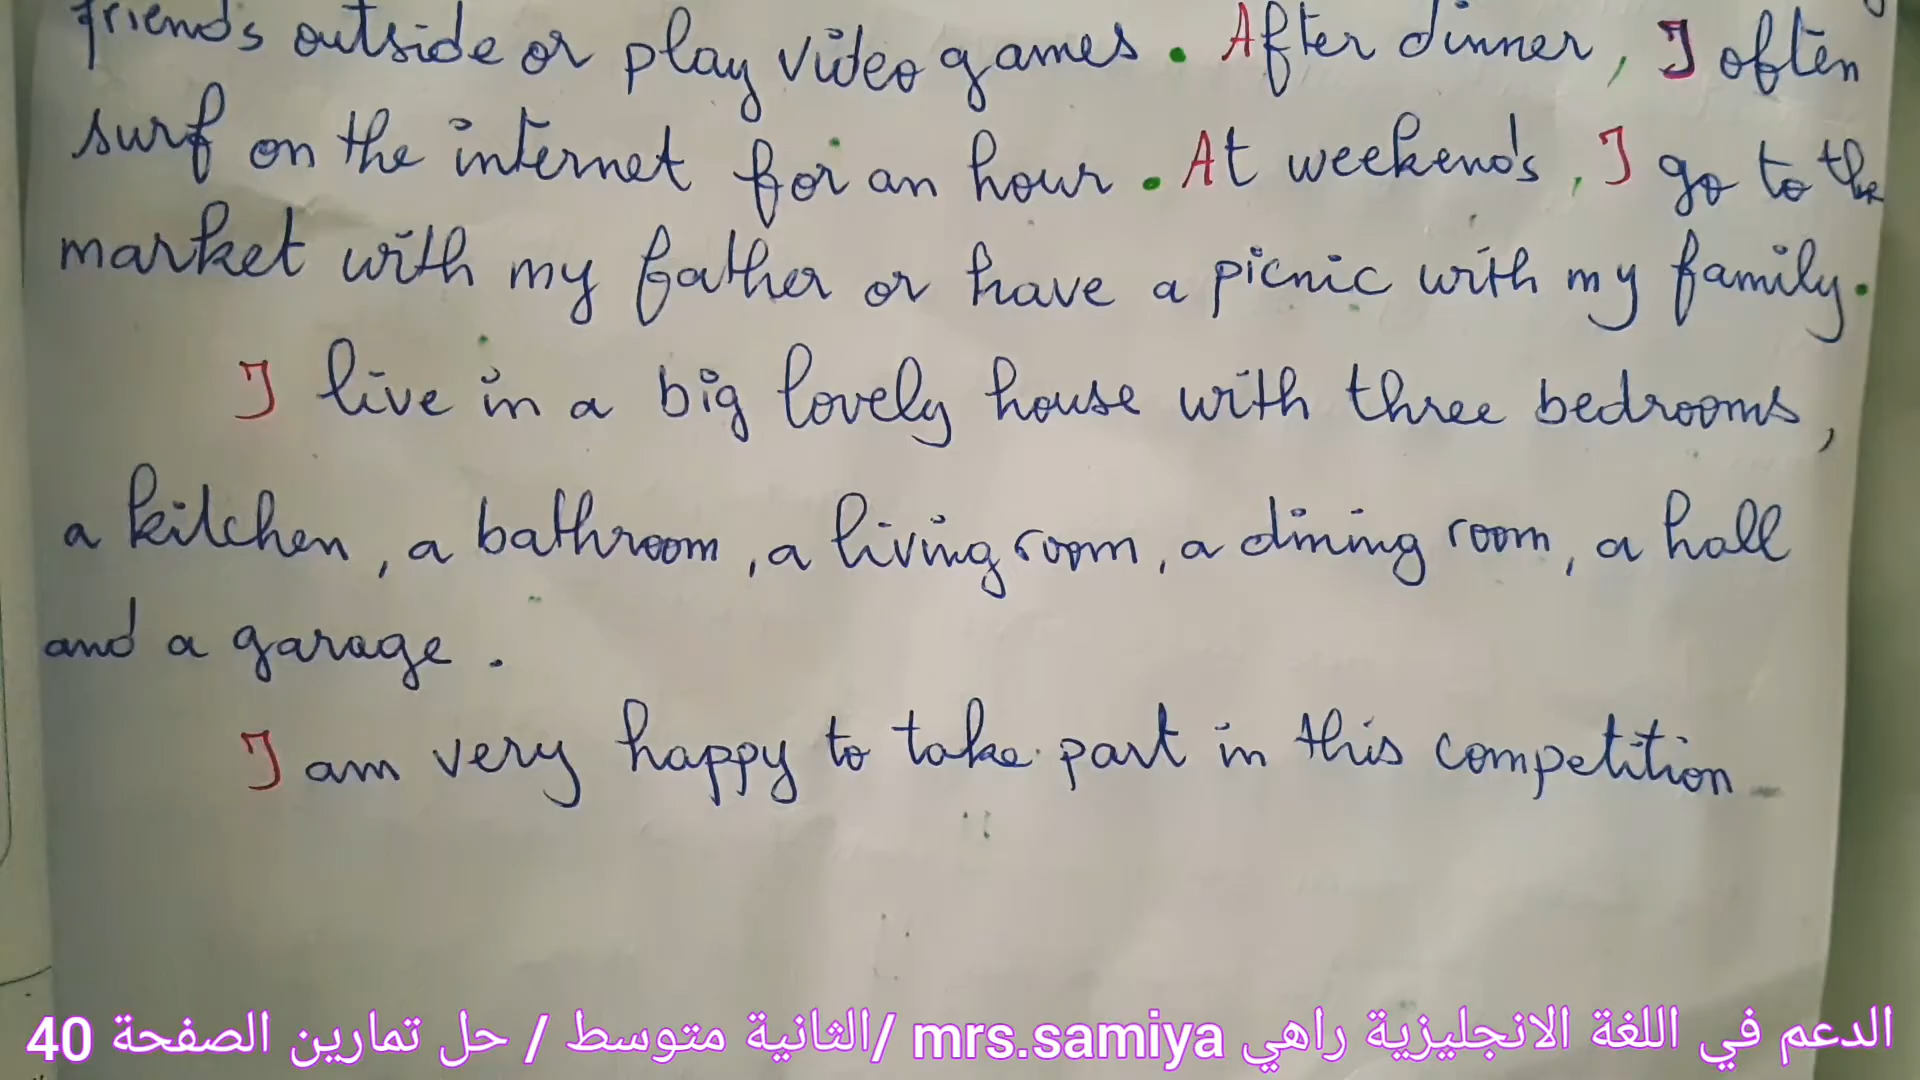 friends outside or play video games. After dinner, I often
surf on the internet for an hour. At weekends, I go to the
market with my father or have a picnic with my family.
I live in a big lovely house with three bedrooms,
a kitchen, a bathroom, a living room, a dining room, a hall
and a garage.
I am very happy to take part in this competition
الدعم في اللغة الانجليزية راهي mrs.samiya /الثانية متوسط / حل تمارين الصفحة 40